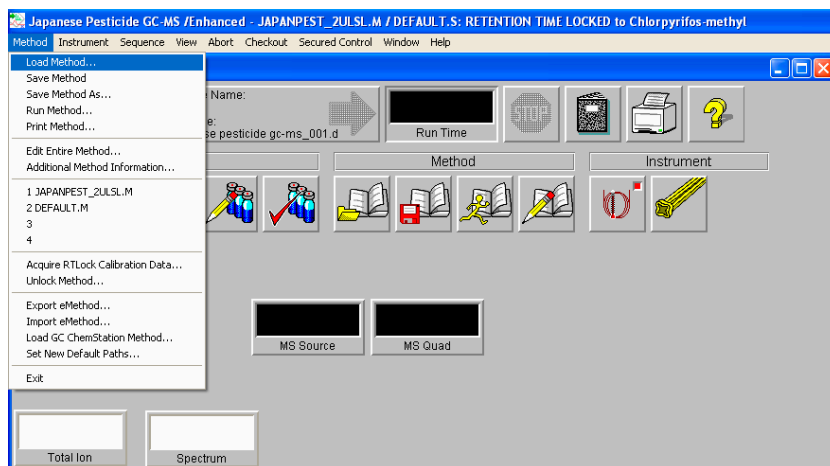 Japanese Pesticide GC-MS /Enhanced - JAPANPEST_2ULSL.M / DEFAULT.S: RETENTION TIME LOCKED to Chlorpyrifos-methyl
Method Instrument Sequence View Abort Checkout Secured Control Window Help
Load Method...
Save Method
Save Method As...
Run Method...
Print Method...
Edit Entire Method...
Additional Method Information...
1 JAPANPEST_2ULSL.M
2 DEFAULT.M
3
4
Acquire RTLock Calibration Data...
Unlock Method...
Export eMethod...
Import eMethod...
Load GC ChemStation Method...
Set New Default Paths...
Exit
Name:
e:
se pesticide gc-ms_001.d
Run Time
STOP
Method
Instrument
MS Source
MS Quad
Total Ion
Spectrum